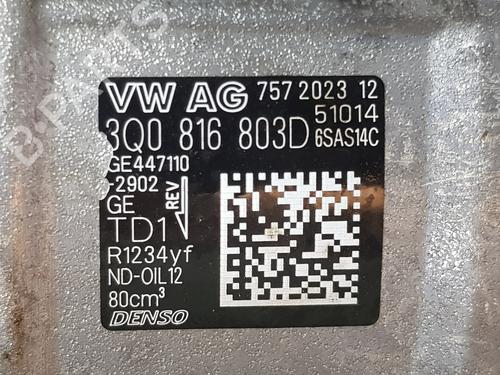 VW AG 757 2023 12
51014
3Q0 816 803D 6SAS14C
GE447110
-2902
GE
TD1 REV
R1234yf
ND-OIL12
80cm³
DENSO
B-PARTS